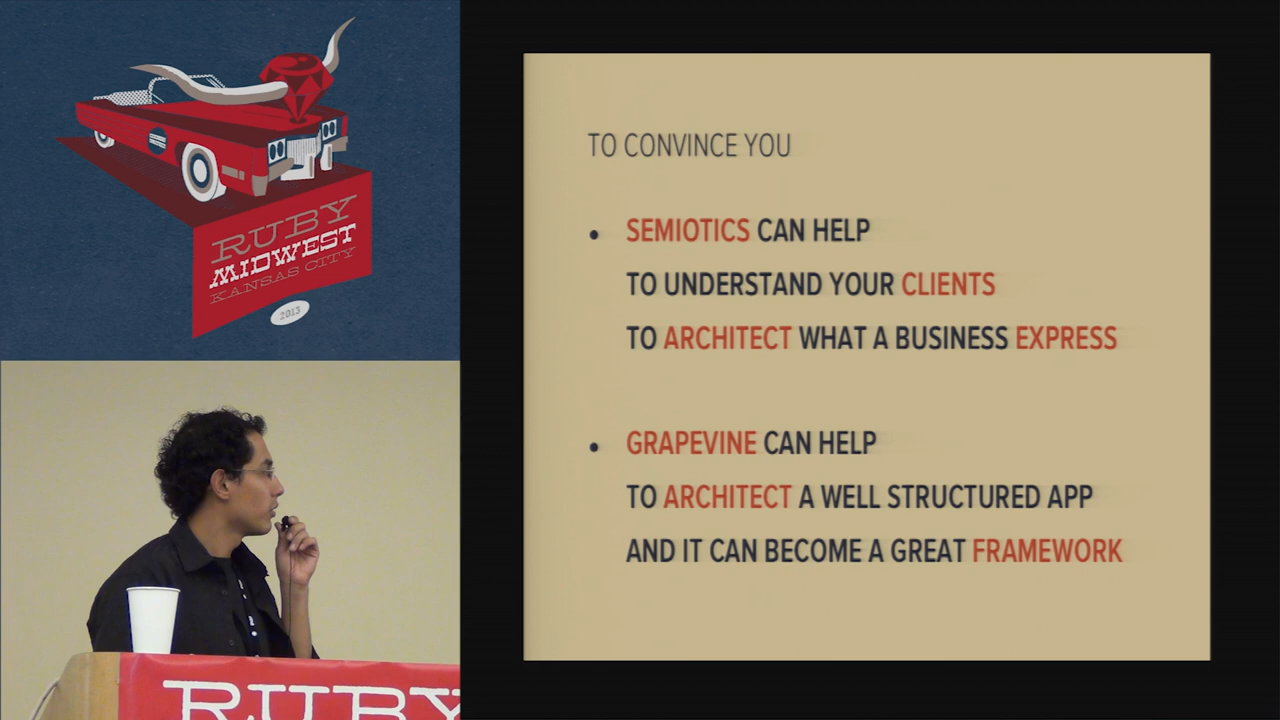 RUBY
MIDWEST
KANSAS CITY
2013
TO CONVINCE YOU
• SEMIOTICS CAN HELP
TO UNDERSTAND YOUR CLIENTS
TO ARCHITECT WHAT A BUSINESS EXPRESS
• GRAPEVINE CAN HELP
TO ARCHITECT A WELL STRUCTURED APP
AND IT CAN BECOME A GREAT FRAMEWORK
RUBY